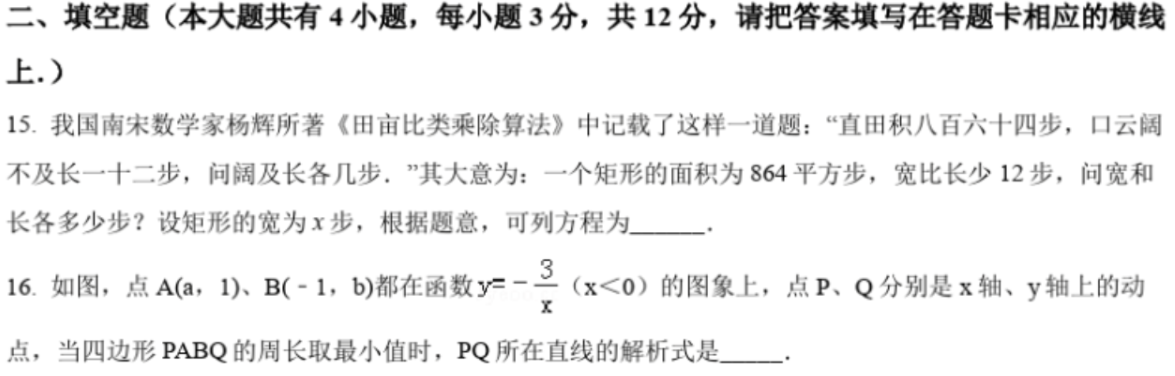 二、填空题（本大题共有 4 小题，每小题 3 分，共 12 分，请把答案填写在答题卡相应的横线
上.）
15. 我国南宋数学家杨辉所著《田亩比类乘除算法》中记载了这样一道题：“直田积八百六十四步，口云阔
不及长一十二步，问阔及长各几步．”其大意为：一个矩形的面积为 864 平方步，宽比长少 12 步，问宽和
长各多少步？设矩形的宽为 x 步，根据题意，可列方程为______．
16. 如图，点 A(a，1)、B(﹣1，b)都在函数 y=﹣3/x（x＜0）的图象上，点 P、Q 分别是 x 轴、y 轴上的动
点，当四边形 PABQ 的周长取最小值时，PQ 所在直线的解析式是_____．